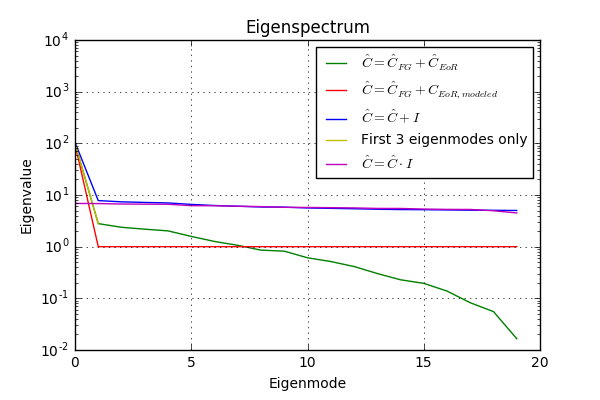 Eigenspectrum
10^4
10^3
10^2
10^1
10^0
10^-1
10^-2
Eigenvalue
Ĉ = Ĉ_FG + Ĉ_EoR
Ĉ = Ĉ_FG + C_EoR,modeled
Ĉ = Ĉ + I
First 3 eigenmodes only
Ĉ = Ĉ · I
0 5 10 15 20
Eigenmode